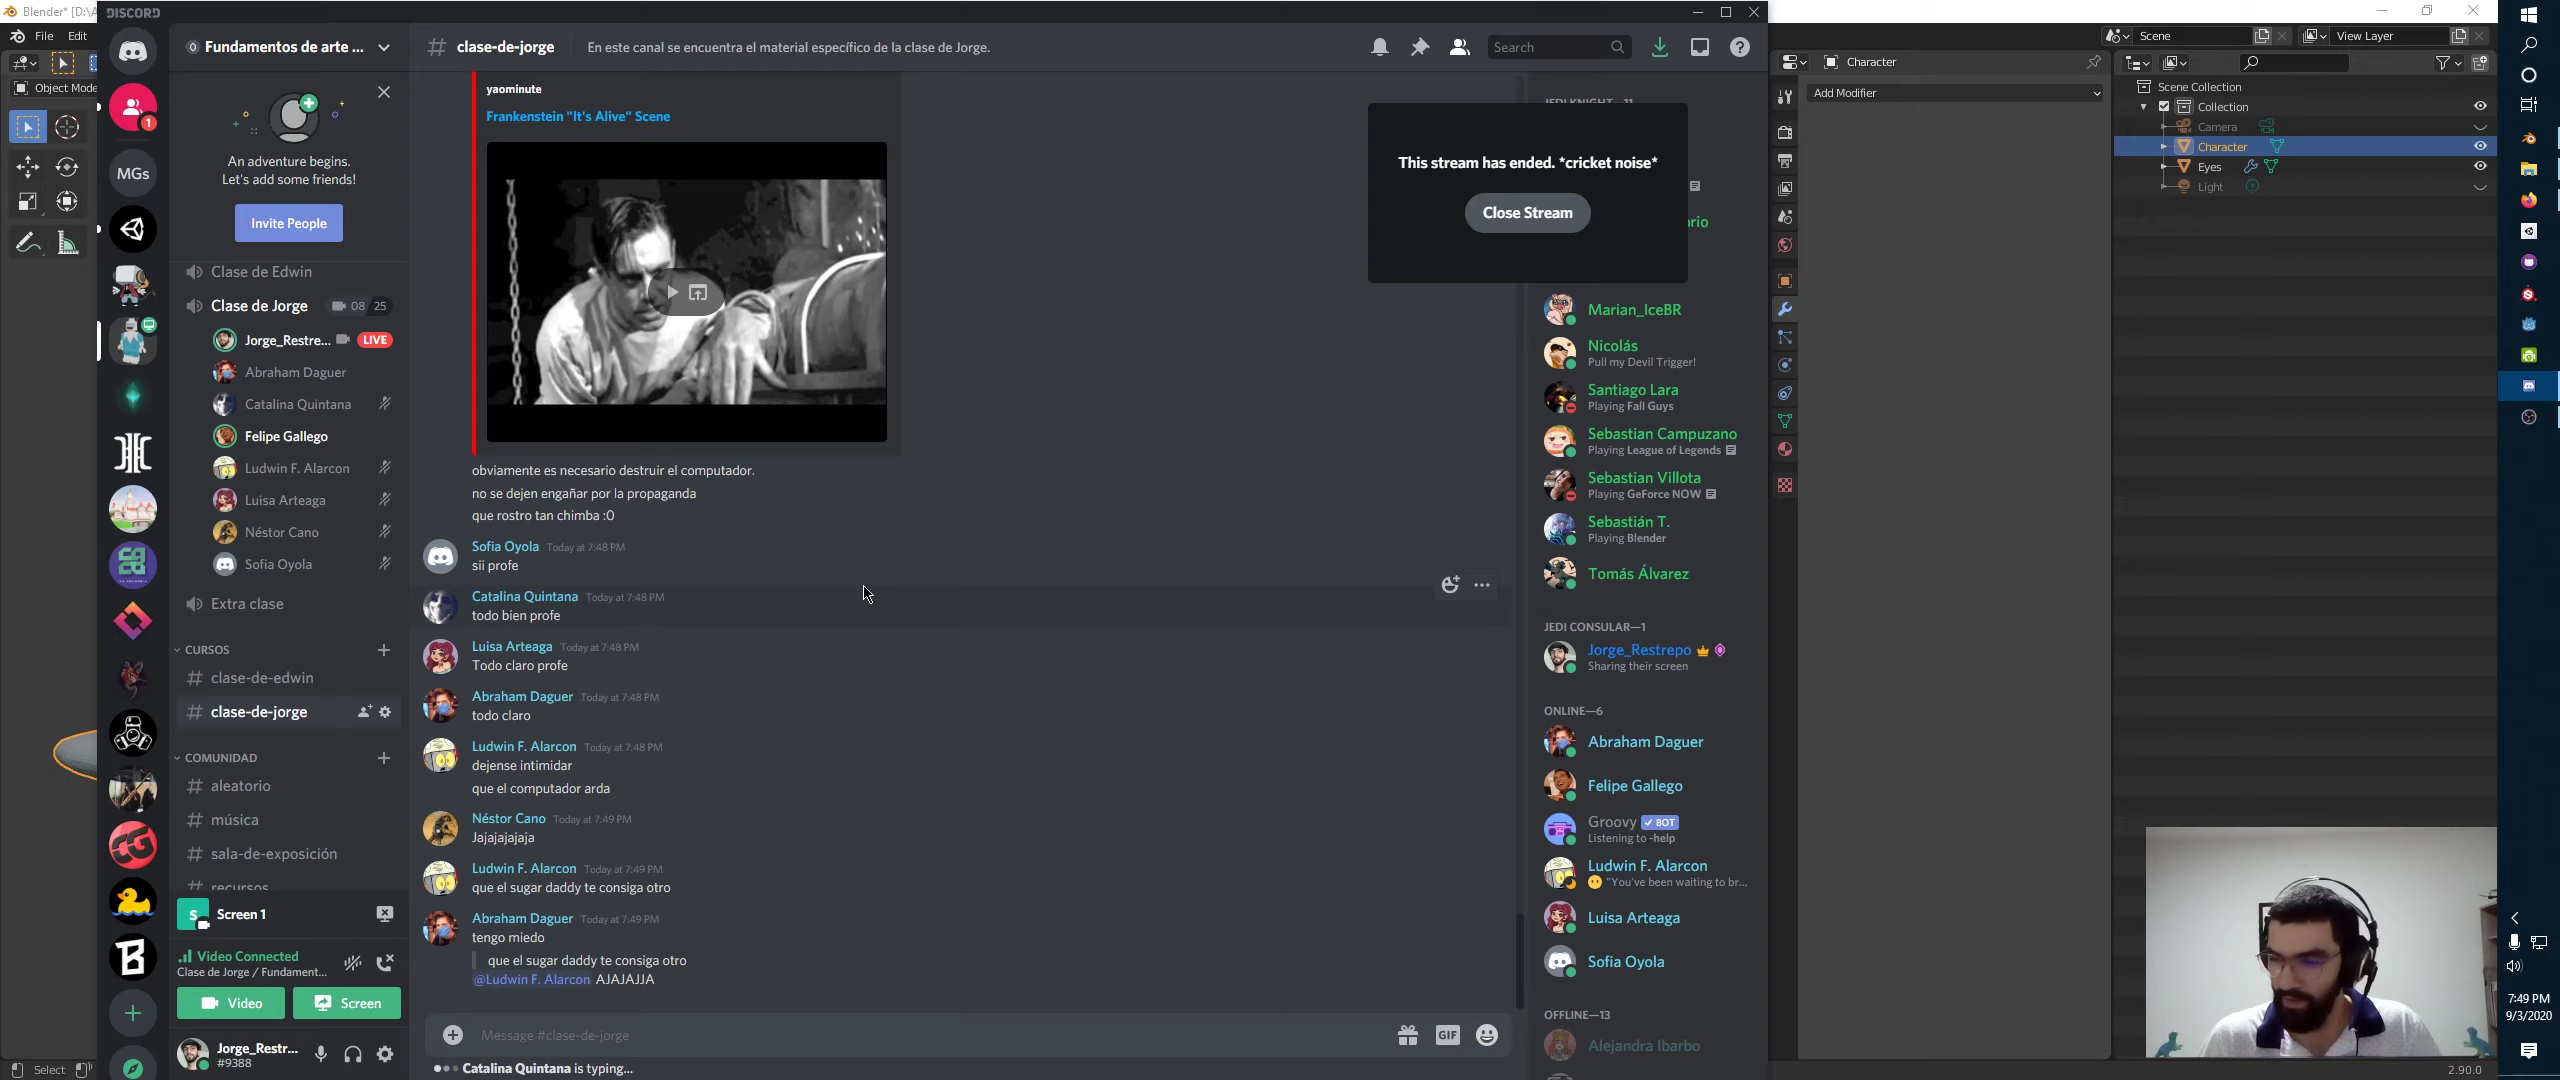 Blender* [D:\A
DISCORD
File Edit
Object Mode
Fundamentos de arte ...
# clase-de-jorge
En este canal se encuentra el material específico de la clase de Jorge.
Search
An adventure begins.
Let's add some friends!
Invite People
1
MGs
Clase de Edwin
Clase de Jorge 08 25
Jorge_Restre... LIVE
Abraham Daguer
Catalina Quintana
Felipe Gallego
Ludwin F. Alarcon
Luisa Arteaga
Néstor Cano
Sofia Oyola
Extra clase
CURSOS
# clase-de-edwin
# clase-de-jorge
COMUNIDAD
# aleatorio
# música
# sala-de-exposición
# recursos
S
Screen 1
Video Connected
Clase de Jorge / Fundament...
Video
Screen
Jorge_Restr...
#9388
Select
yaominute
Frankenstein "It's Alive" Scene
obviamente es necesario destruir el computador.
no se dejen engañar por la propaganda
que rostro tan chimba :0
Sofia Oyola Today at 7:48 PM
sii profe
Catalina Quintana Today at 7:48 PM
todo bien profe
Luisa Arteaga Today at 7:48 PM
Todo claro profe
Abraham Daguer Today at 7:48 PM
todo claro
Ludwin F. Alarcon Today at 7:48 PM
dejense intimidar
que el computador arda
Néstor Cano Today at 7:49 PM
Jajajajajaja
Ludwin F. Alarcon Today at 7:49 PM
que el sugar daddy te consiga otro
Abraham Daguer Today at 7:49 PM
tengo miedo
que el sugar daddy te consiga otro
@Ludwin F. Alarcon AJAJAJJA
Message #clase-de-jorge
GIF
Catalina Quintana is typing...
JEDI KNIGHT—11
This stream has ended. *cricket noise*
Close Stream
orio
Marian_IceBR
Nicolás
Pull my Devil Trigger!
Santiago Lara
Playing Fall Guys
Sebastian Campuzano
Playing League of Legends
Sebastian Villota
Playing GeForce NOW
Sebastián T.
Playing Blender
Tomás Álvarez
JEDI CONSULAR—1
Jorge_Restrepo
Sharing their screen
ONLINE—6
Abraham Daguer
Felipe Gallego
Groovy BOT
Listening to -help
Ludwin F. Alarcon
"You've been waiting to br...
Luisa Arteaga
Sofia Oyola
OFFLINE—13
Alejandra Ibarbo
Character
Add Modifier
Scene
View Layer
Scene Collection
Collection
Camera
Character
Eyes
Light
2.90.0
7:49 PM
9/3/2020